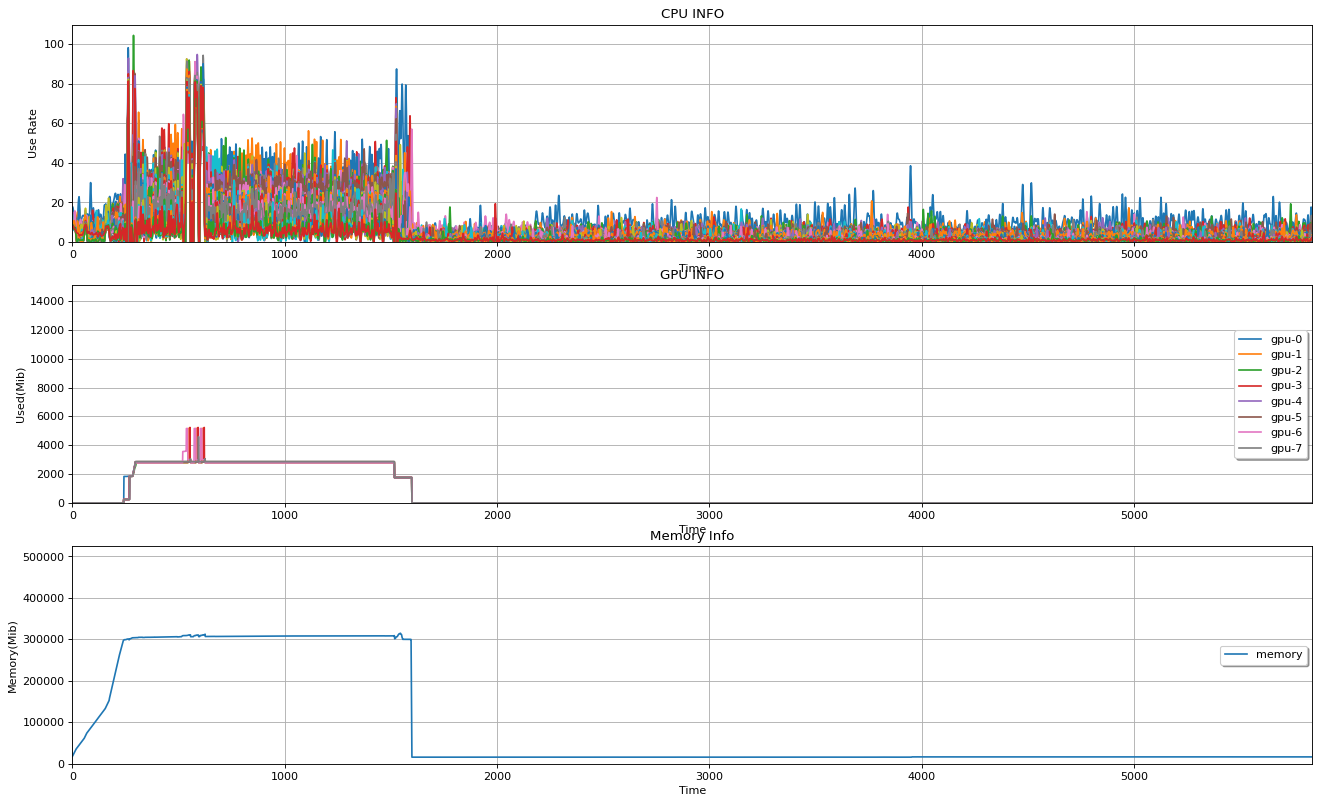 CPU INFO
100
80
60
40
20
0
Use Rate
0 1000 2000 3000 4000 5000
Time
GPU INFO
14000
12000
10000
8000
6000
4000
2000
0
Used(Mib)
gpu-0
gpu-1
gpu-2
gpu-3
gpu-4
gpu-5
gpu-6
gpu-7
0 1000 2000 3000 4000 5000
Time
Memory Info
500000
400000
300000
200000
100000
0
Memory(Mib)
memory
0 1000 2000 3000 4000 5000
Time